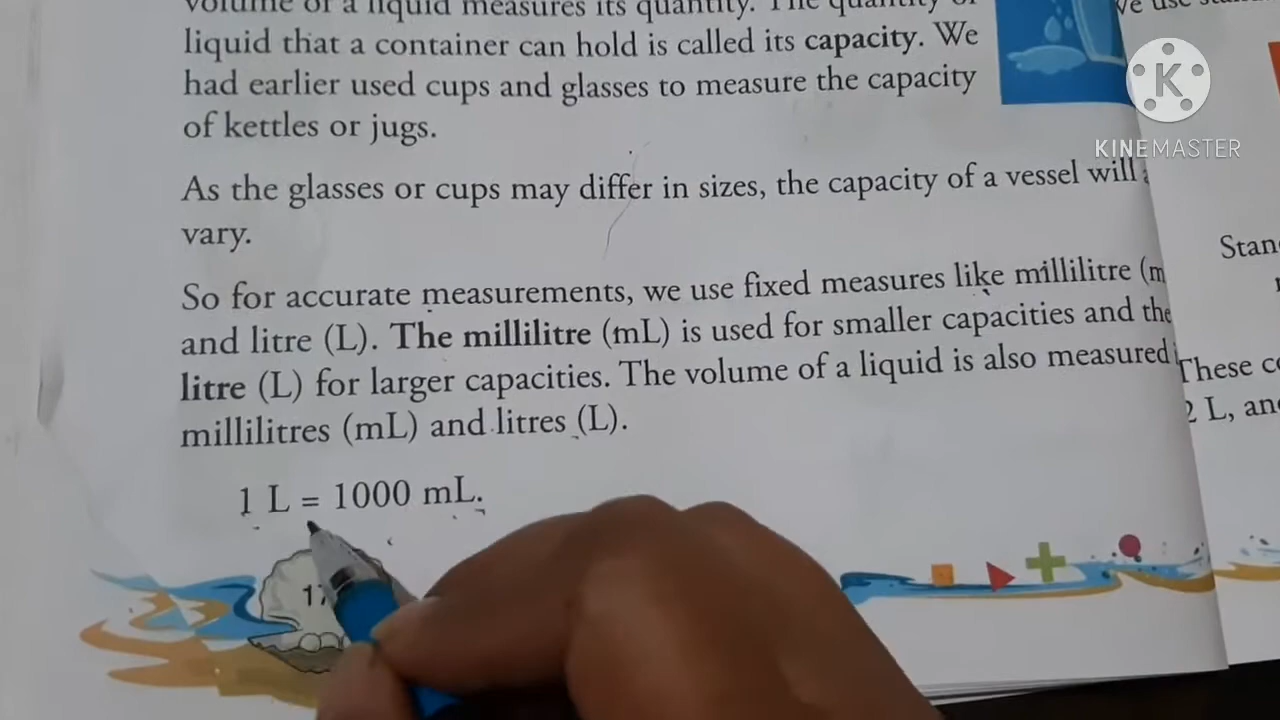 volume of a liquid measures its quantity. The quantity of
liquid that a container can hold is called its capacity. We
had earlier used cups and glasses to measure the capacity
of kettles or jugs.
As the glasses or cups may differ in sizes, the capacity of a vessel will
vary.
So for accurate measurements, we use fixed measures like millilitre (m
and litre (L). The millilitre (mL) is used for smaller capacities and the
litre (L) for larger capacities. The volume of a liquid is also measured
millilitres (mL) and litres (L).
1 L = 1000 mL.
17
K
KINEMASTER
We use
Stan
These c
2 L, an